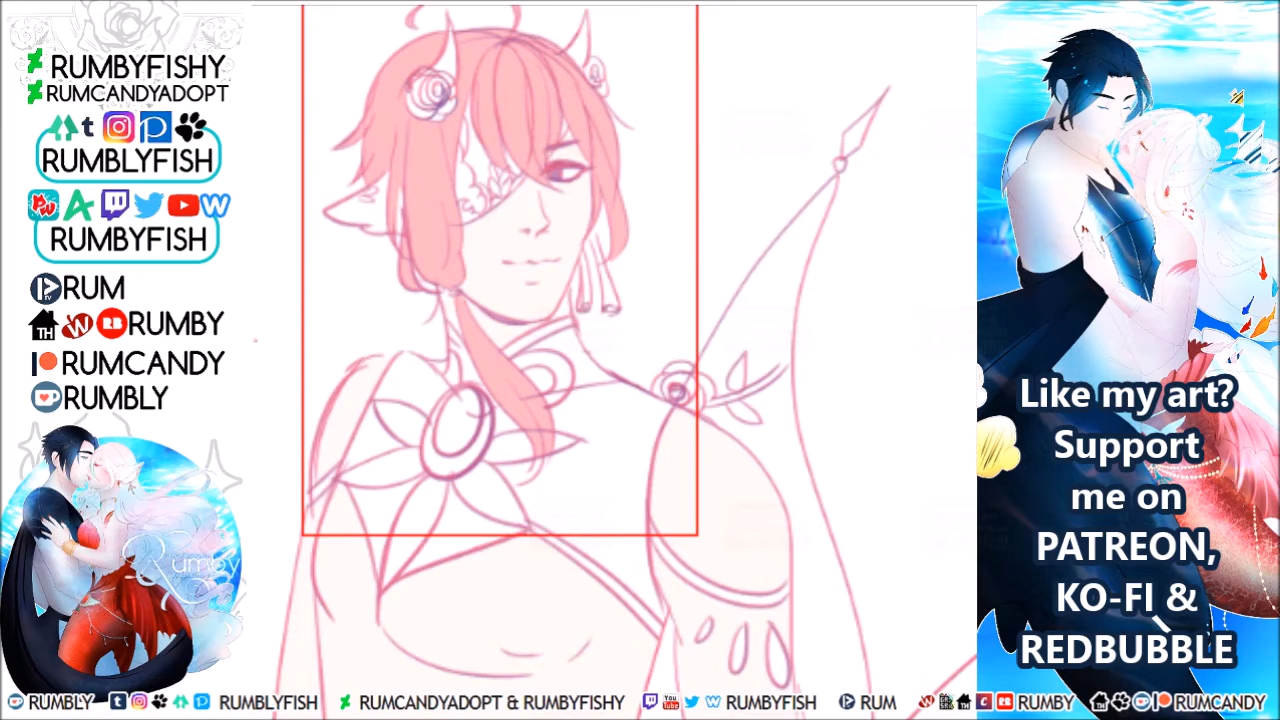 RUMBYFISHY
RUMCANDYADOPT
RUMBLYFISH
RUMBYFISH
RUM
RUMBY
RUMCANDY
RUMBLY
Rumby
Like my art?
Support
me on
PATREON,
KO-FI &
REDBUBBLE
RUMBLY RUMBLYFISH RUMCANDYADOPT & RUMBYFISHY RUMBYFISH RUM RUMBY RUMCANDY